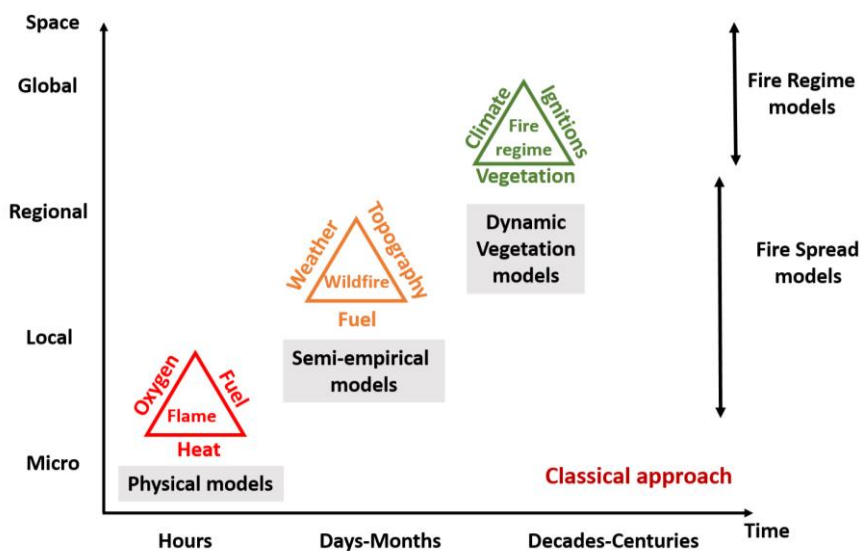 Space
Global
Climate
Ignitions
Fire
regime
Vegetation
Fire Regime
models
Regional
Weather
Topography
Wildfire
Fuel
Dynamic
Vegetation
models
Fire Spread
models
Local
Semi-empirical
models
Oxygen
Fuel
Flame
Heat
Micro
Physical models
Classical approach
Time
Hours
Days-Months
Decades-Centuries